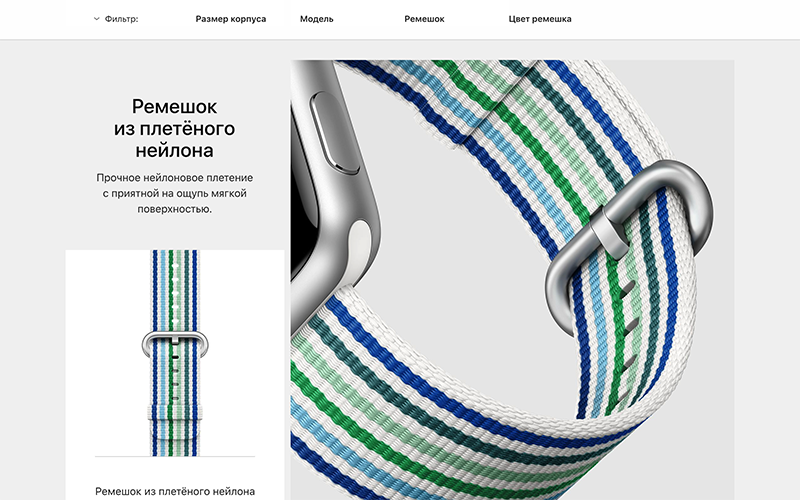 Фильтр: Размер корпуса Модель Ремешок Цвет ремешка
Ремешок
из плетёного
нейлона
Прочное нейлоновое плетение
с приятной на ощупь мягкой
поверхностью.
Ремешок из плетёного нейлона